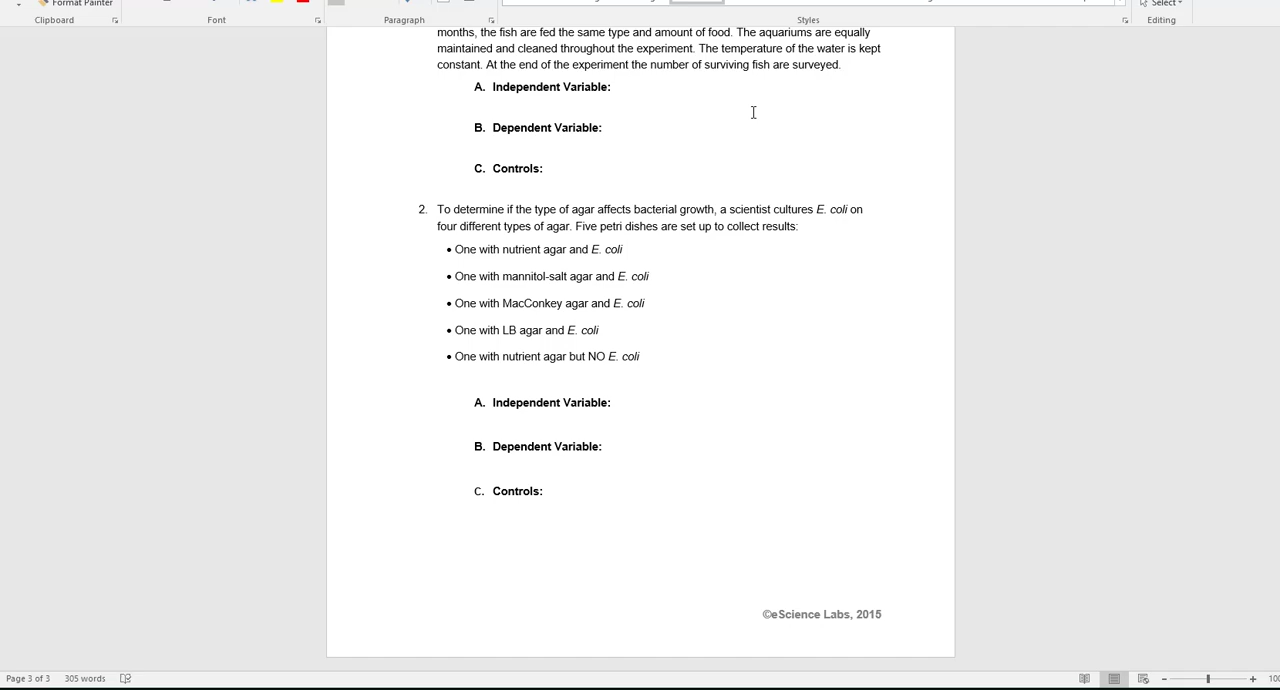 Format Painter
Select
Clipboard
Font
Paragraph
Styles
Editing
months, the fish are fed the same type and amount of food. The aquariums are equally
maintained and cleaned throughout the experiment. The temperature of the water is kept
constant. At the end of the experiment the number of surviving fish are surveyed.
A. Independent Variable:
B. Dependent Variable:
C. Controls:
2. To determine if the type of agar affects bacterial growth, a scientist cultures E. coli on
four different types of agar. Five petri dishes are set up to collect results:
• One with nutrient agar and E. coli
• One with mannitol-salt agar and E. coli
• One with MacConkey agar and E. coli
• One with LB agar and E. coli
• One with nutrient agar but NO E. coli
A. Independent Variable:
B. Dependent Variable:
C. Controls:
©eScience Labs, 2015
Page 3 of 3 305 words - + 100